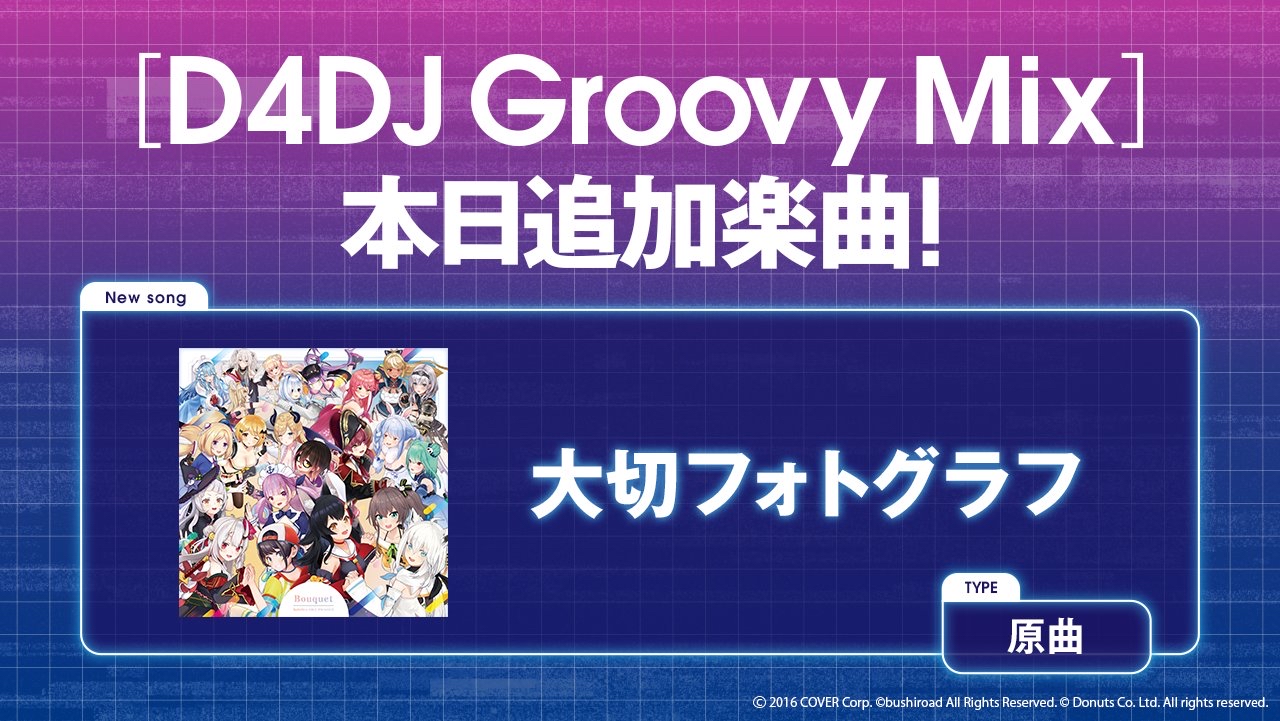 [D4DJ Groovy Mix]
本日追加楽曲!
New song
Bouquet
大切フォトグラフ
TYPE
原曲
© 2016 COVER Corp. ©bushiroad All Rights Reserved. © Donuts Co. Ltd. All rights reserved.